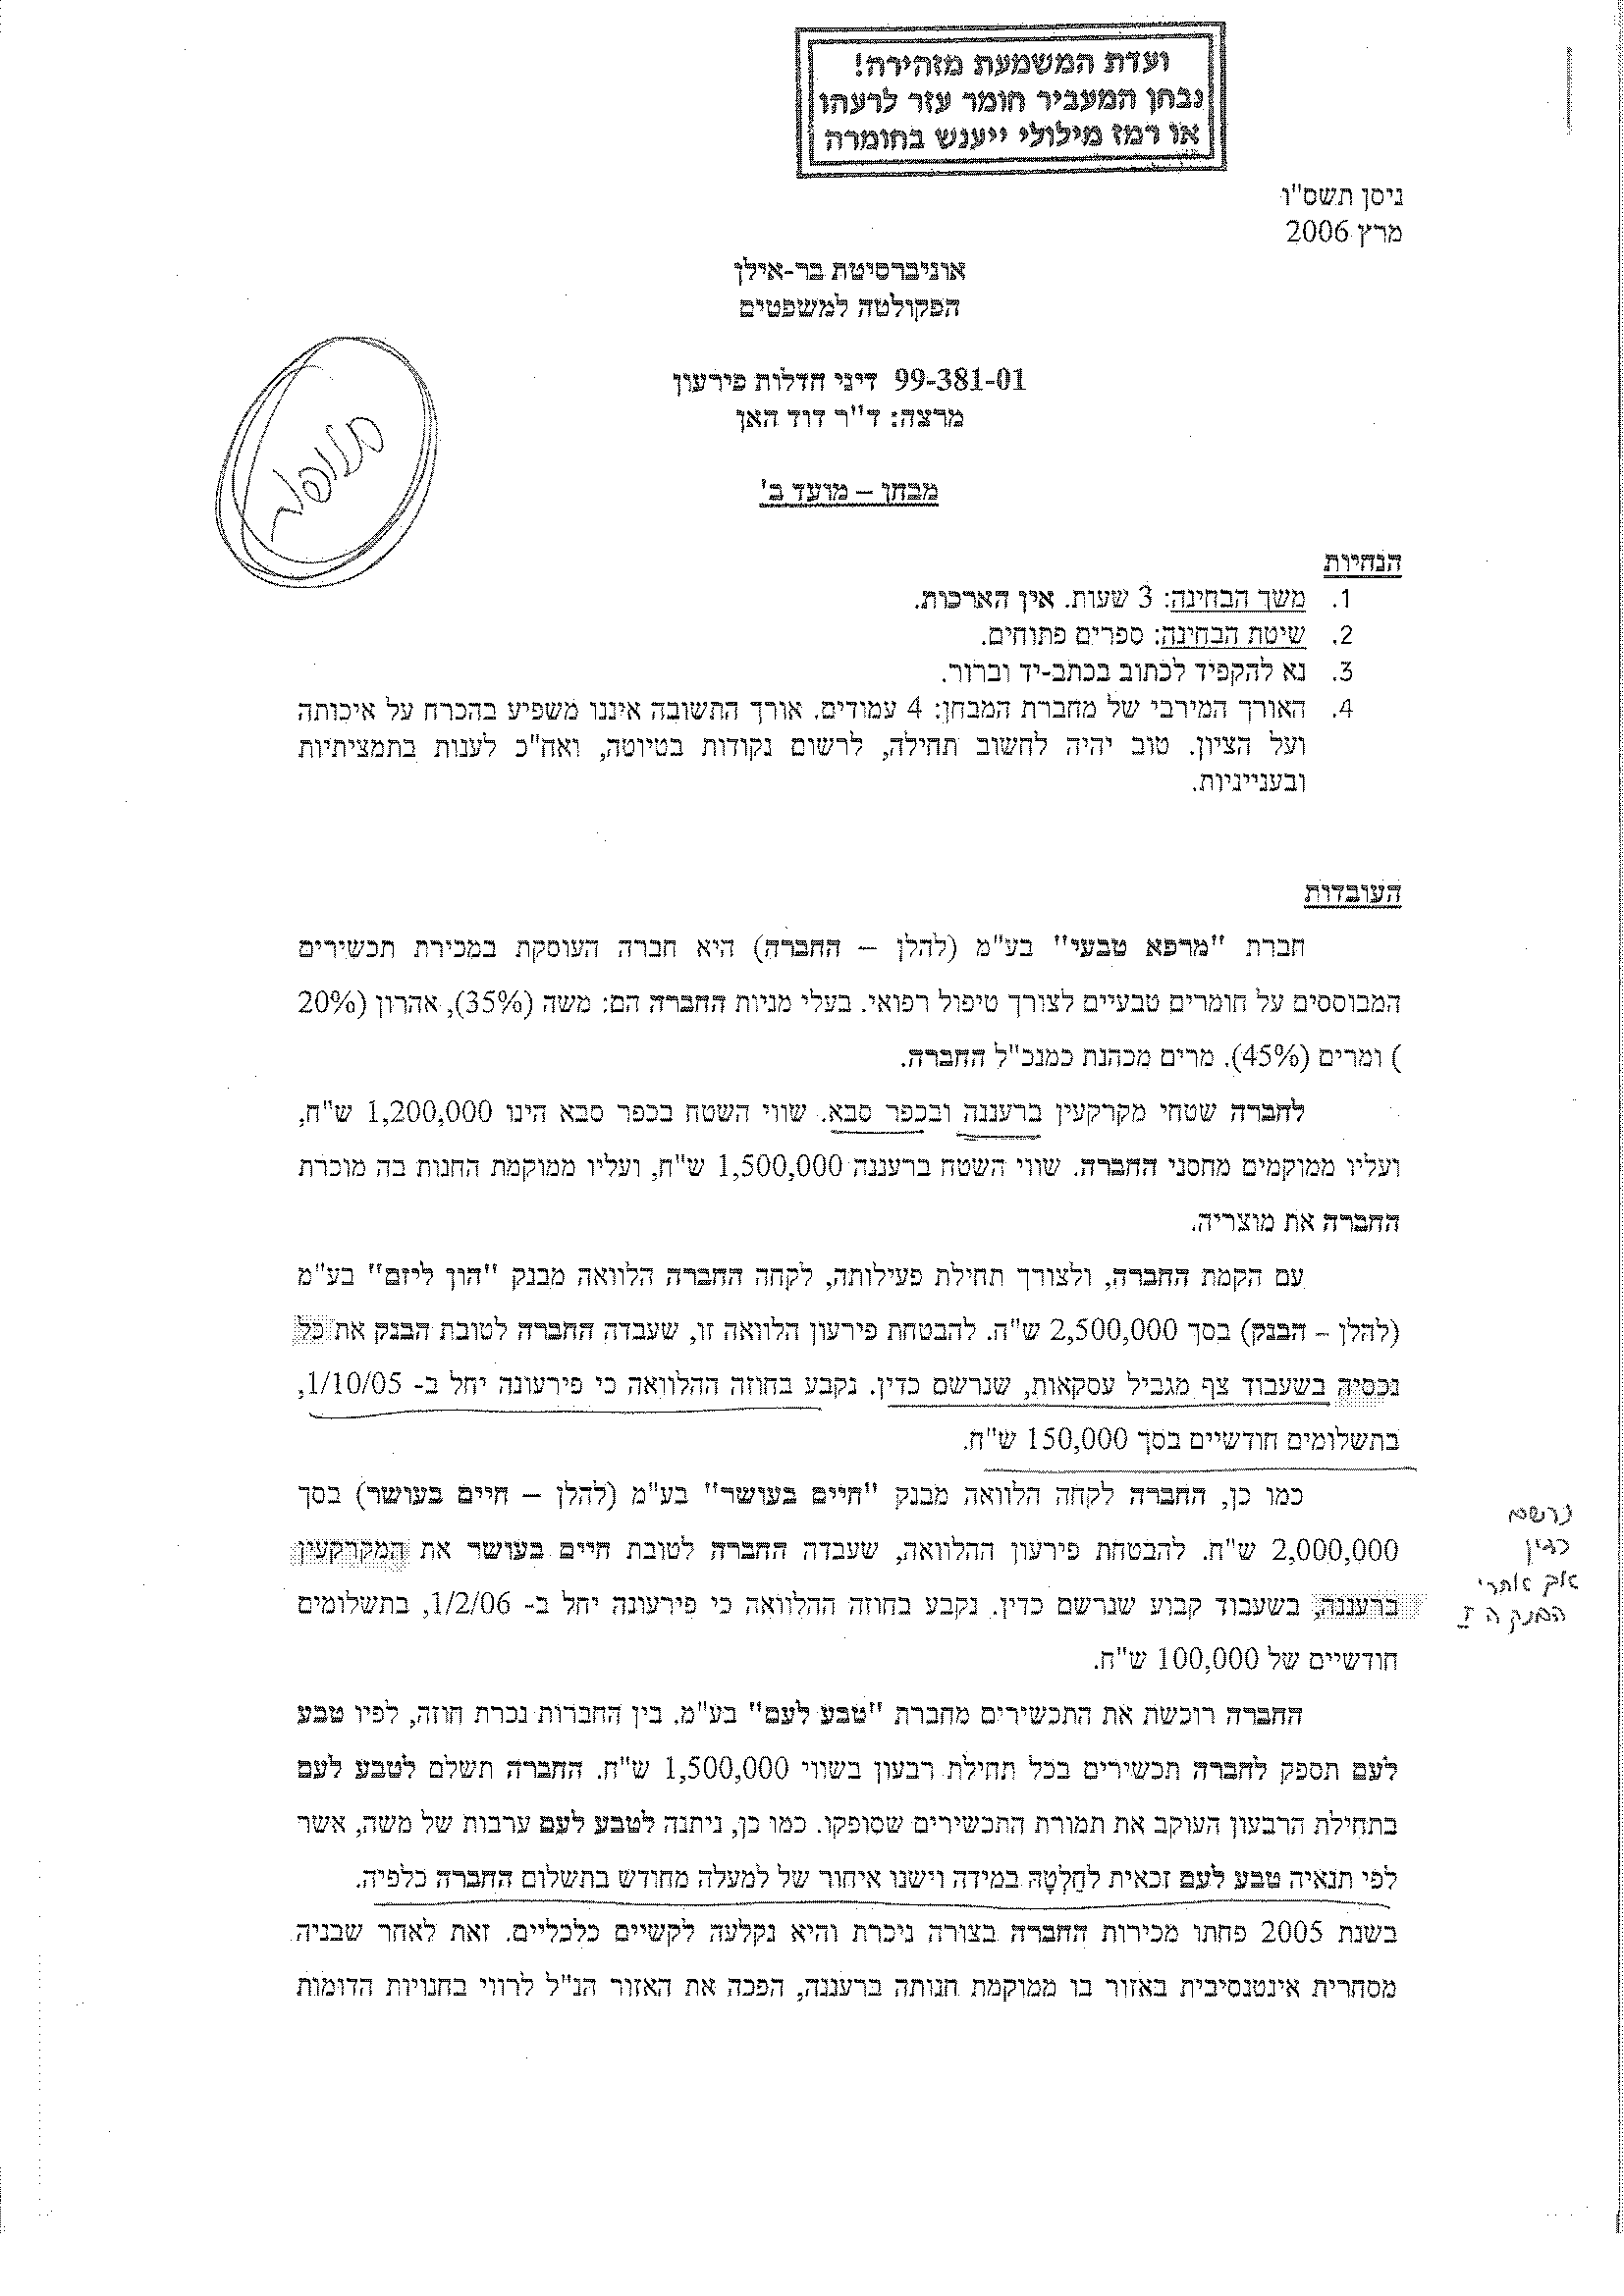 ועדת המשמעת מזהירה!
נבחן המעביר חומר עזר לרעהו
או רמז מילולי ייענש בחומרה
ניסן תשס"ו
מרץ 2006
אוניברסיטת בר-אילן
הפקולטה למשפטים
99-381-01 דיני חדלות פירעון
מרצה: ד"ר דוד האן
מבחן – מועד ב'
הנחיות
1. משך הבחינה: 3 שעות. אין הארכות.
2. שיטת הבחינה: ספרים פתוחים.
3. נא להקפיד לכתוב בכתב-יד וברור.
4. האורך המירבי של מחברת המבחן: 4 עמודים. אורך התשובה איננו משפיע בהכרח על איכותה
ועל הציון. טוב יהיה לחשוב תחילה, לרשום נקודות בטיוטה, ואח"כ לענות בתמציתיות
ובענייניות.
העובדות
חברת "מרפא טבעי" בע"מ (להלן – החברה) היא חברה העוסקת במכירת תכשירים
המבוססים על חומרים טבעיים לצורך טיפול רפואי. בעלי מניות החברה הם: משה (35%), אהרון (20%
) ומרים (45%). מרים מכהנת כמנכ"ל החברה.
לחברה שטחי מקרקעין ברעננה ובכפר סבא. שווי השטח בכפר סבא הינו 1,200,000 ש"ח,
ועליו ממוקמים מחסני החברה. שווי השטח ברעננה 1,500,000 ש"ח, ועליו ממוקמת החנות בה מוכרת
החברה את מוצריה.
עם הקמת החברה, ולצורך תחילת פעילותה, לקחה החברה הלוואה מבנק "הון ליזם" בע"מ
(להלן – הבנק) בסך 2,500,000 ש"ח. להבטחת פירעון הלוואה זו, שעבדה החברה לטובת הבנק את כל
נכסיה בשעבוד צף מגביל עסקאות, שנרשם כדין. נקבע בחוזה ההלוואה כי פירעונה יחל ב- 1/10/05,
בתשלומים חודשיים בסך 150,000 ש"ח.
כמו כן, החברה לקחה הלוואה מבנק "חיים בעושר" בע"מ (להלן – חיים בעושר) בסך
2,000,000 ש"ח. להבטחת פירעון ההלוואה, שעבדה החברה לטובת חיים בעושר את המקרקעין
ברעננה, בשעבוד קבוע שנרשם כדין. נקבע בחוזה ההלוואה כי פירעונה יחל ב- 1/2/06, בתשלומים
חודשיים של 100,000 ש"ח.
נרשם
כדין
אך אחרי
הבנק ה I
החברה רוכשת את התכשירים מחברת "טבע לעם" בע"מ. בין החברות נכרת חוזה, לפיו טבע
לעם תספק לחברה תכשירים בכל תחילת רבעון בשווי 1,500,000 ש"ח. החברה תשלם לטבע לעם
בתחילת הרבעון העוקב את תמורת התכשירים שסופקו. כמו כן, ניתנה לטבע לעם ערבות של משה, אשר
לפי תנאיה טבע לעם זכאית לחַלְטָהּ במידה וישנו איחור של למעלה מחודש בתשלום החברה כלפיה.
בשנת 2005 פחתו מכירות החברה בצורה ניכרת והיא נקלעה לקשיים כלכליים. זאת לאחר שבניה
מסחרית אינטנסיבית באזור בו ממוקמת חנותה ברעננה, הפכה את האזור הנ"ל לרווי בחנויות הדומות